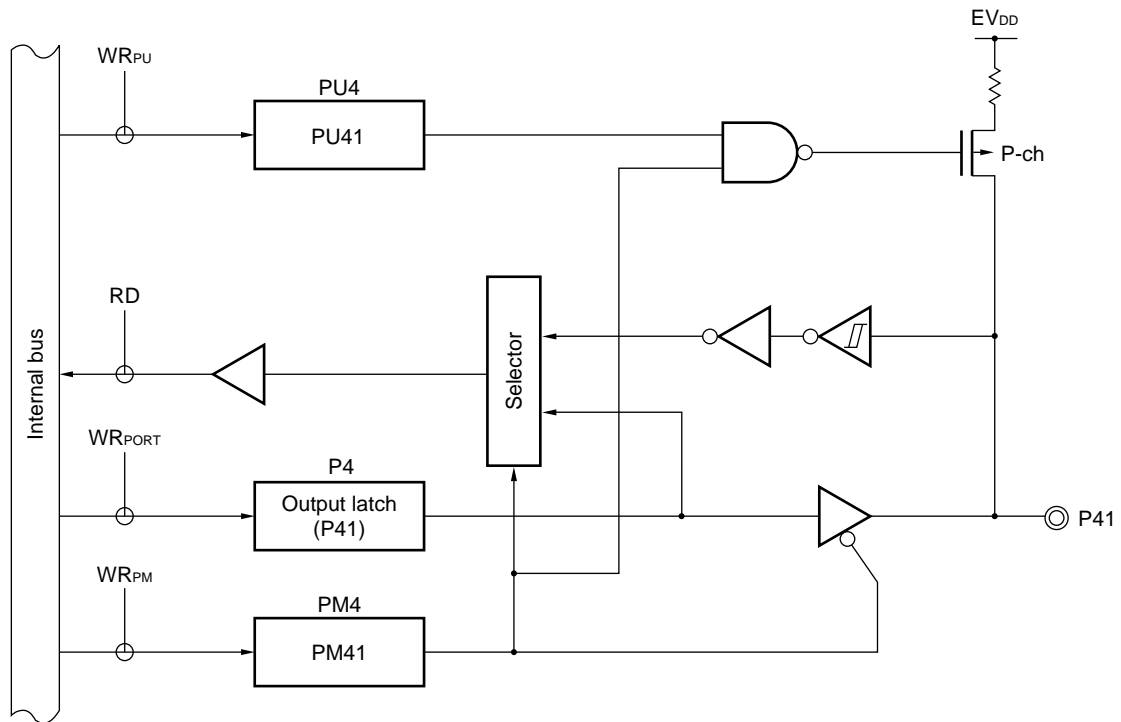 EVDD
WRPU
PU4
PU41
P-ch
RD
Selector
Internal bus
WRPORT
P4
Output latch
(P41)
P41
WRPM
PM4
PM41